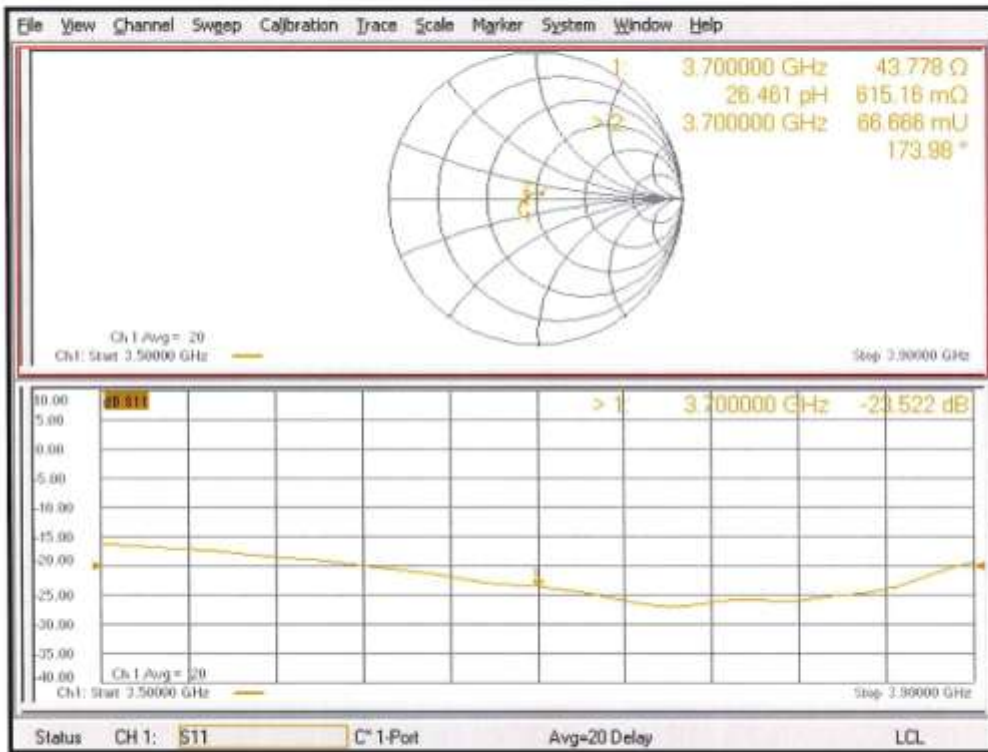 File View Channel Sweep Calibration Trace Scale Marker System Window Help
1: 3.700000 GHz 43.778 Ω
26.461 pH 615.16 mΩ
> 2: 3.700000 GHz 66.666 mU
173.98 °
Ch 1 Avg = 20
Ch1: Start 3.50000 GHz
Stop 3.90000 GHz
10.00 dB S11
> 1: 3.700000 GHz -23.522 dB
5.00
0.00
-5.00
-10.00
-15.00
-20.00
-25.00
-30.00
-35.00
-40.00
Ch 1 Avg = 20
Ch1: Start 3.50000 GHz
Stop 3.90000 GHz
Status CH 1: S11 C* 1-Port Avg=20 Delay LCL